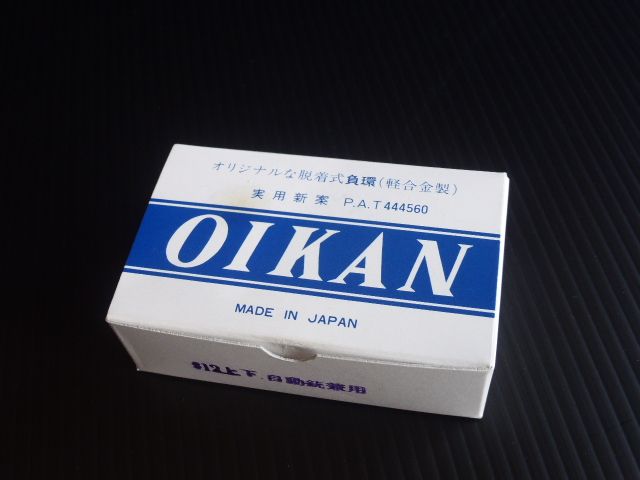 オリジナルな脱着式負環(軽合金製)
実用新案 P.A.T 444560
OIKAN
MADE IN JAPAN
#12上下.自動銃兼用